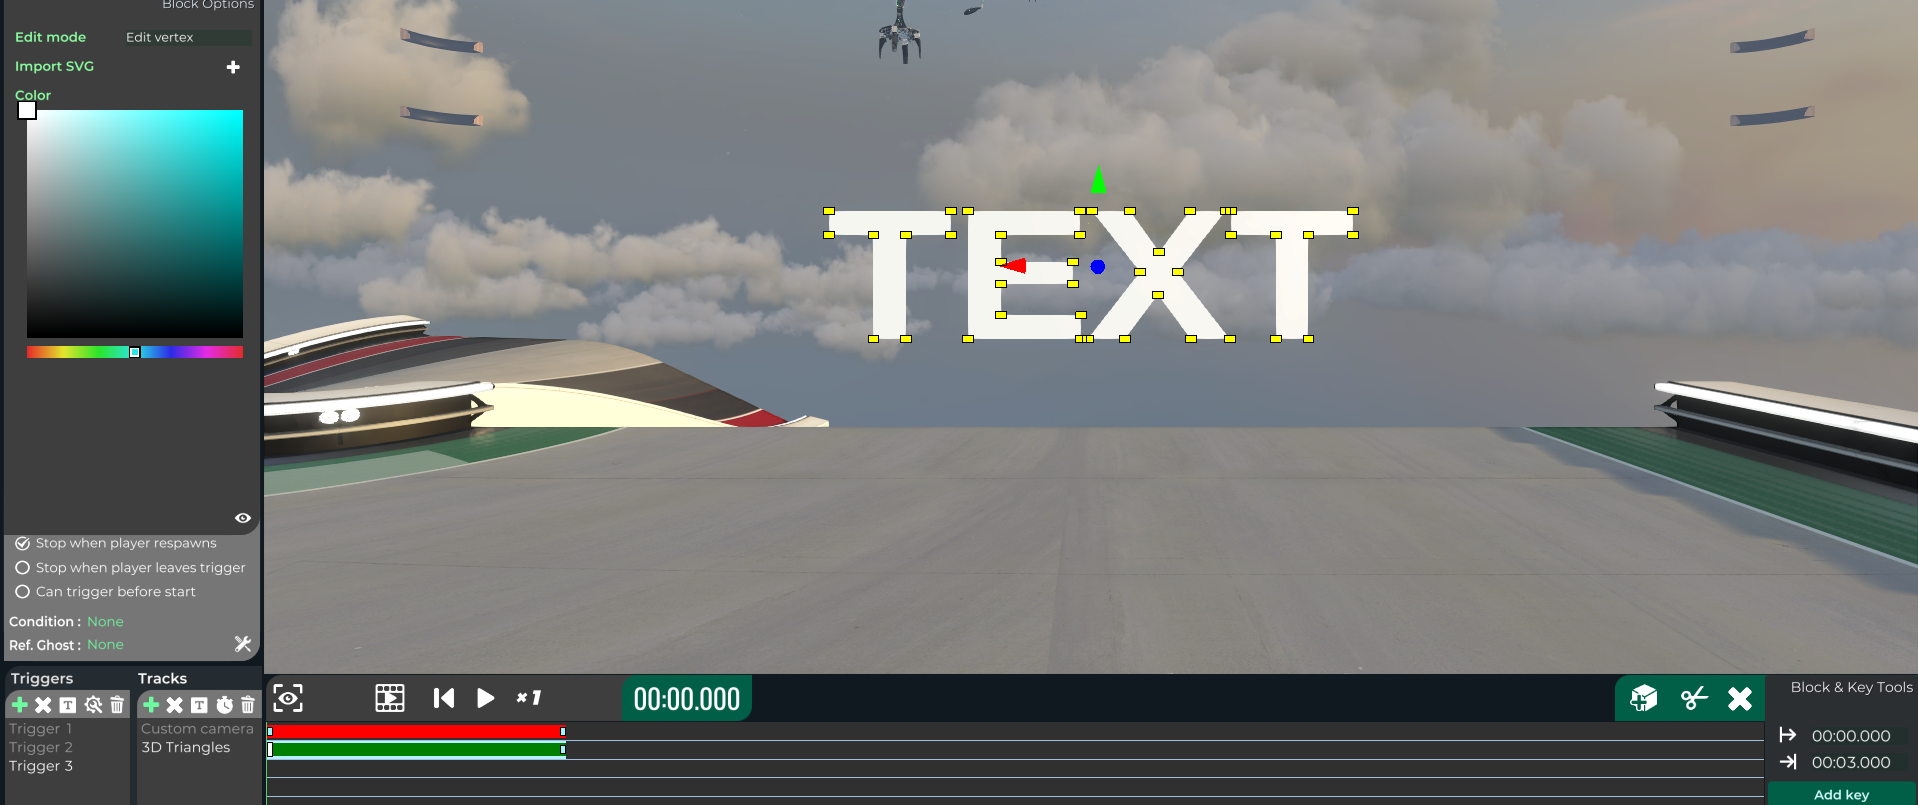 Block Options
Edit mode Edit vertex
Import SVG
Color
TEXT
Stop when player respawns
Stop when player leaves trigger
Can trigger before start
Condition : None
Ref. Ghost : None
Triggers
Trigger 1
Trigger 2
Trigger 3
Tracks
Custom camera
3D Triangles
×1
00:00.000
Block & Key Tools
00:00.000
00:03.000
Add key